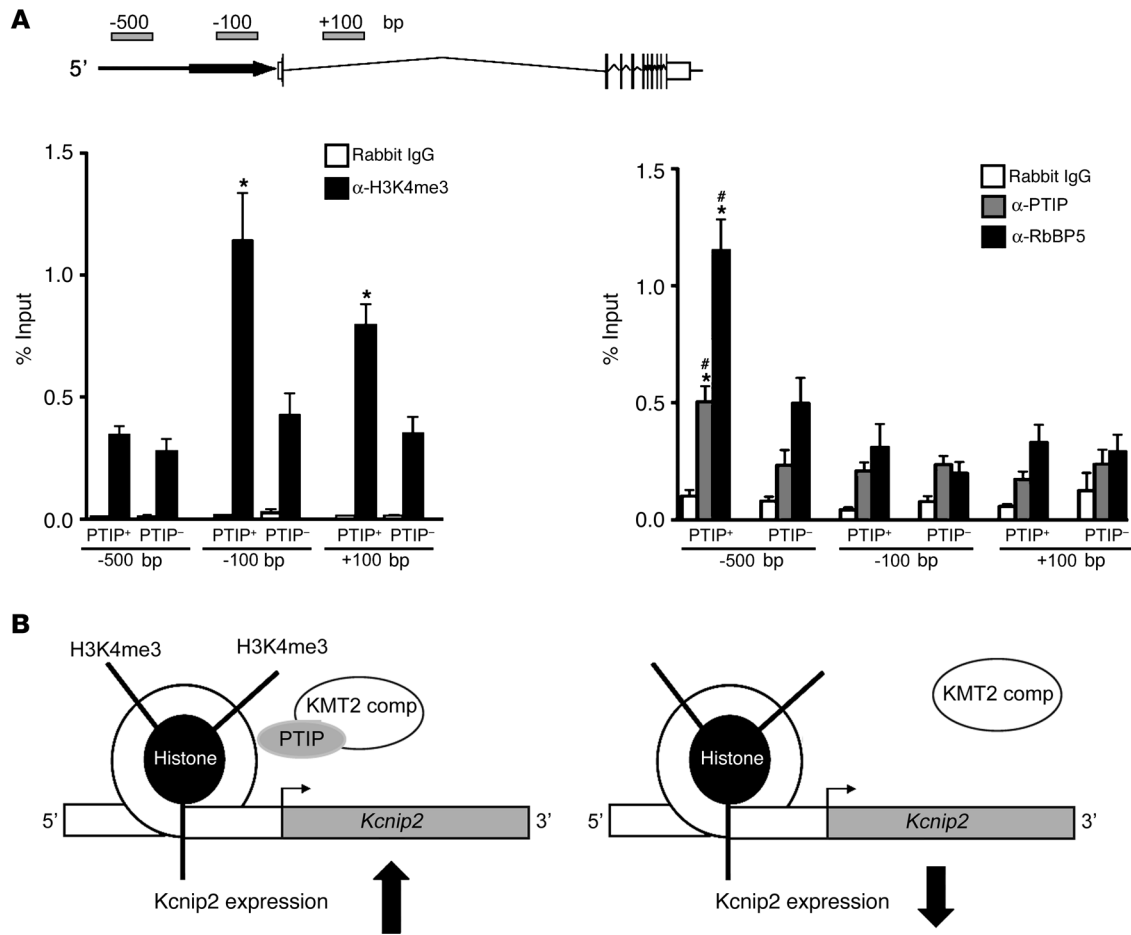 A
-500 -100 +100 bp
5’
1.5
1.0
0.5
0.0
% Input
Rabbit IgG
α-H3K4me3
*
*
PTIP+ PTIP– PTIP+ PTIP– PTIP+ PTIP–
-500 bp -100 bp +100 bp
1.5
1.0
0.5
0.0
% Input
Rabbit IgG
α-PTIP
α-RbBP5
#
*
#
*
PTIP+ PTIP– PTIP+ PTIP– PTIP+ PTIP–
-500 bp -100 bp +100 bp
B
H3K4me3 H3K4me3
KMT2 comp
PTIP
Histone
5’ Kcnip2 3’
Kcnip2 expression
KMT2 comp
Histone
5’ Kcnip2 3’
Kcnip2 expression